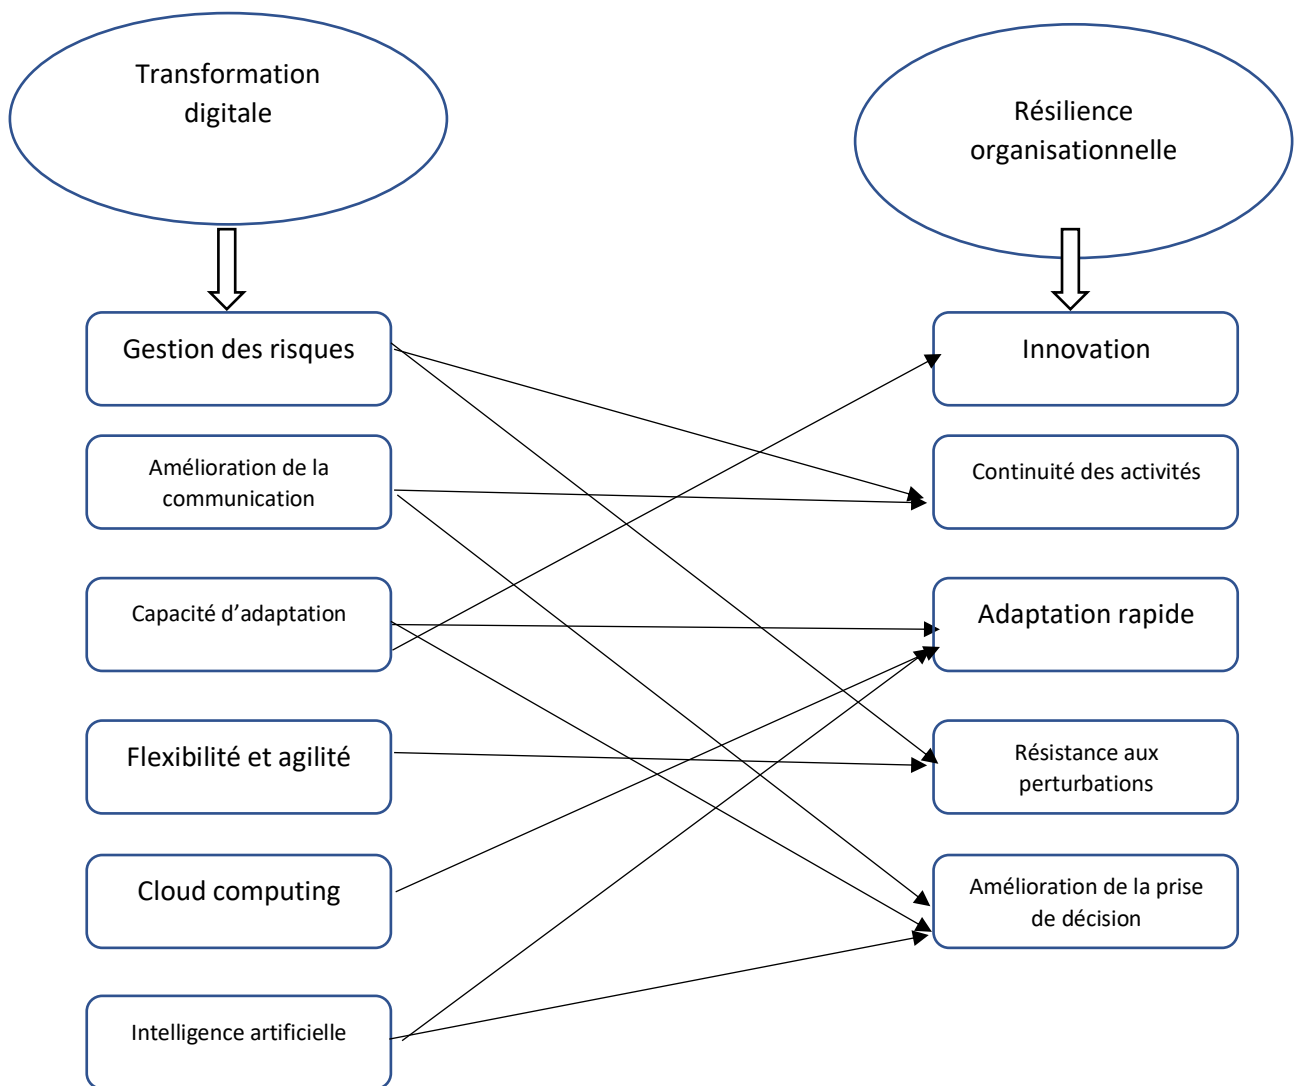 Transformation
digitale
Résilience
organisationnelle
Gestion des risques
Innovation
Amélioration de la
communication
Continuité des activités
Capacité d’adaptation
Adaptation rapide
Flexibilité et agilité
Résistance aux
perturbations
Cloud computing
Amélioration de la prise
de décision
Intelligence artificielle